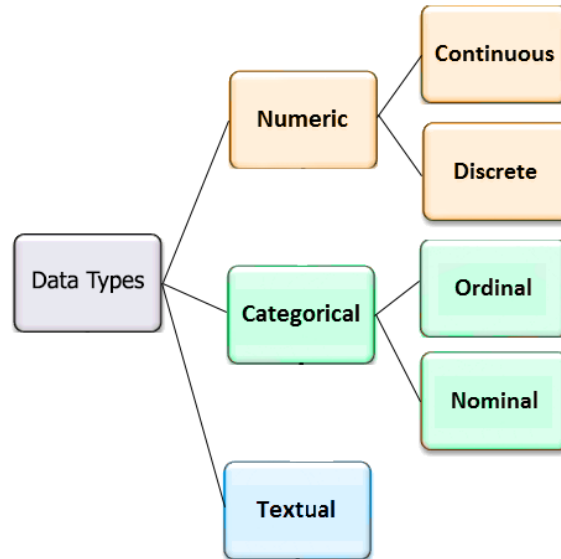 Continuous
Numeric
Discrete
Data Types
Ordinal
Categorical
Nominal
Textual